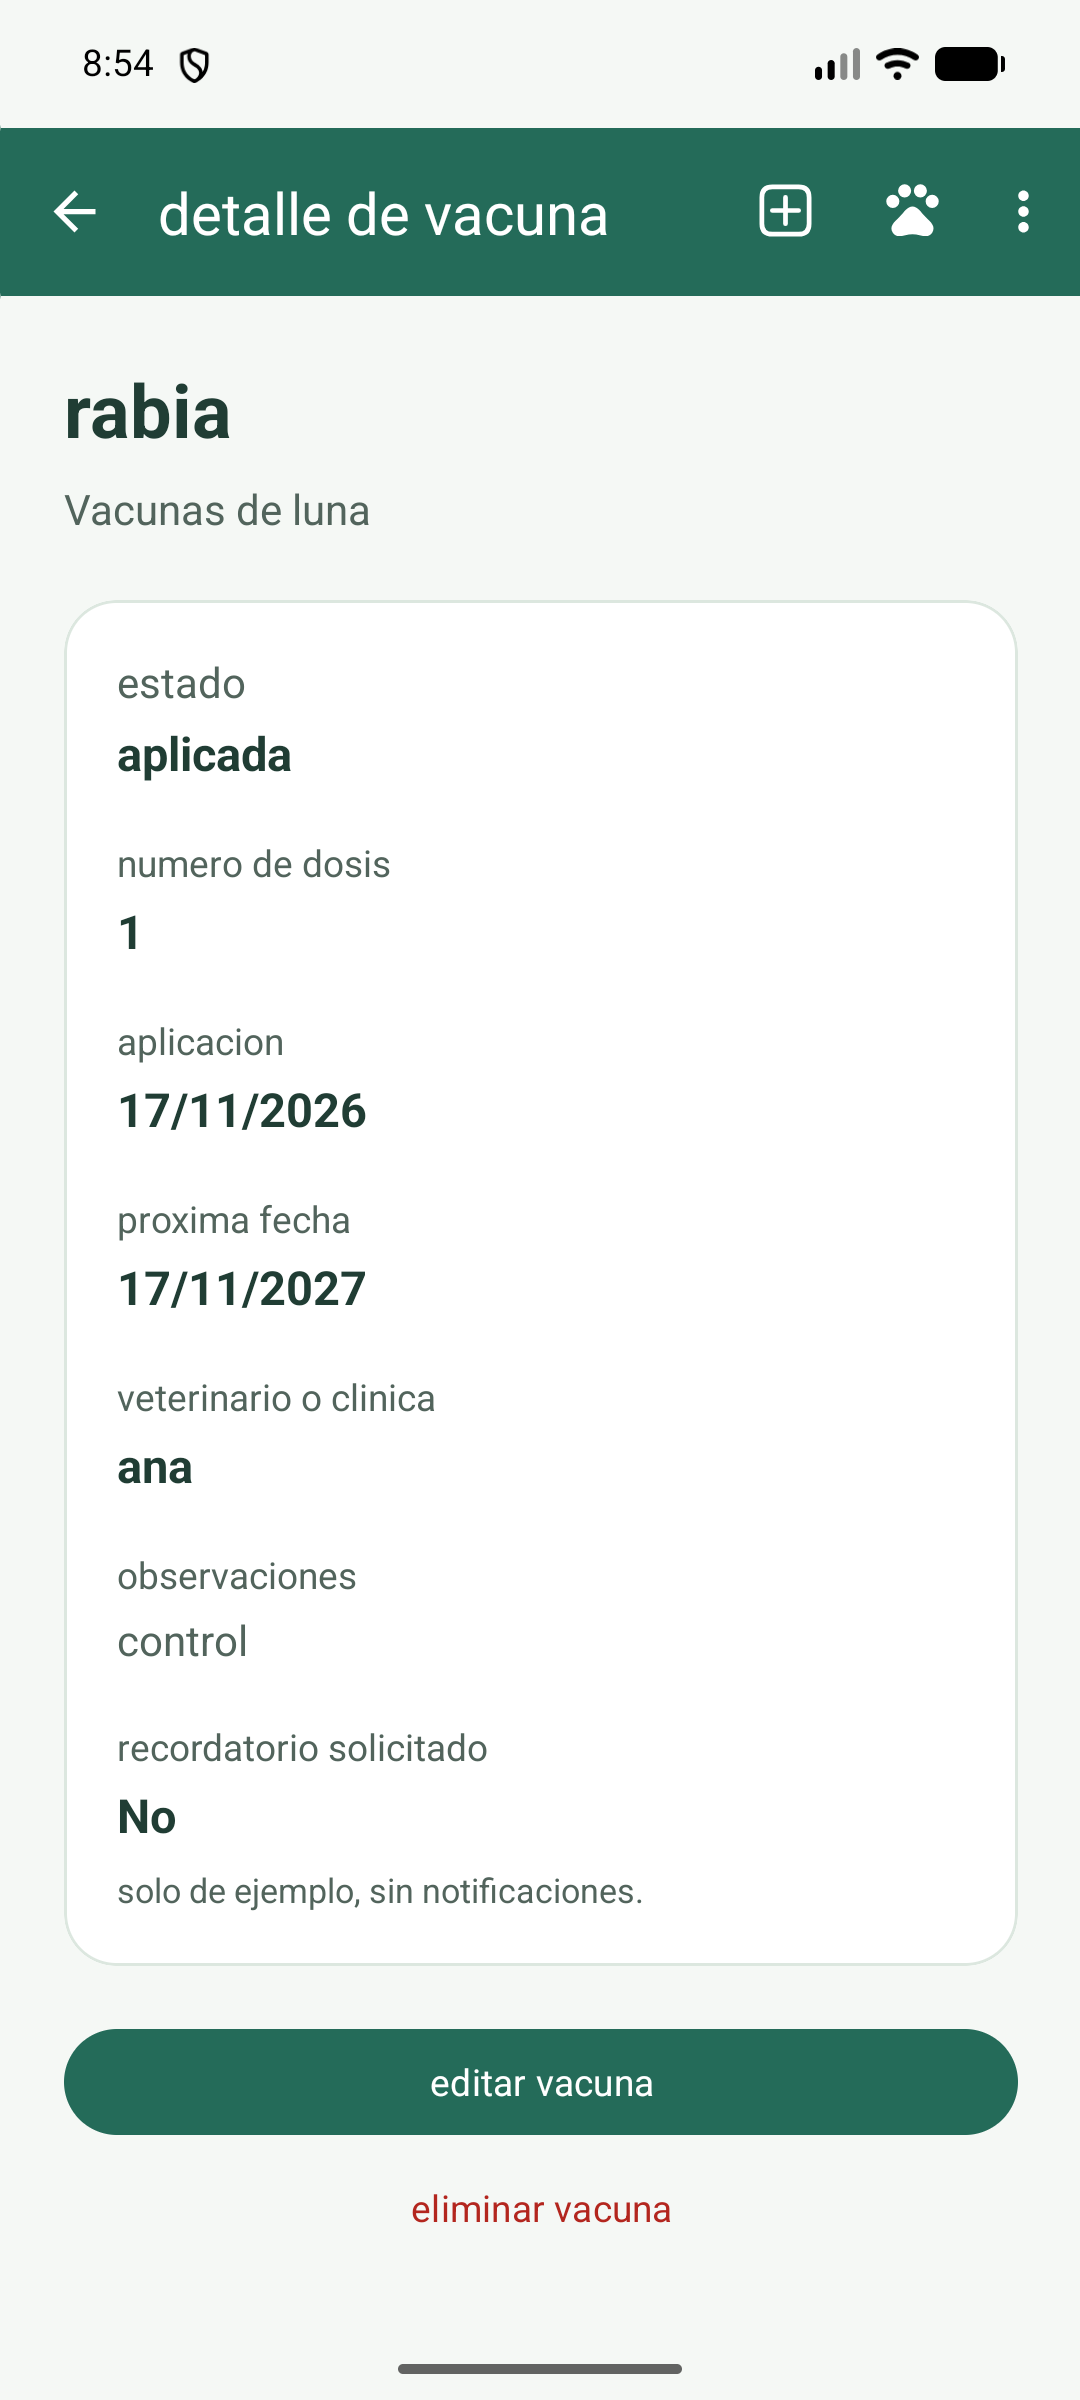 8:54
detalle de vacuna
rabia
Vacunas de luna
estado
aplicada
numero de dosis
1
aplicacion
17/11/2026
proxima fecha
17/11/2027
veterinario o clinica
ana
observaciones
control
recordatorio solicitado
No
solo de ejemplo, sin notificaciones.
editar vacuna
eliminar vacuna